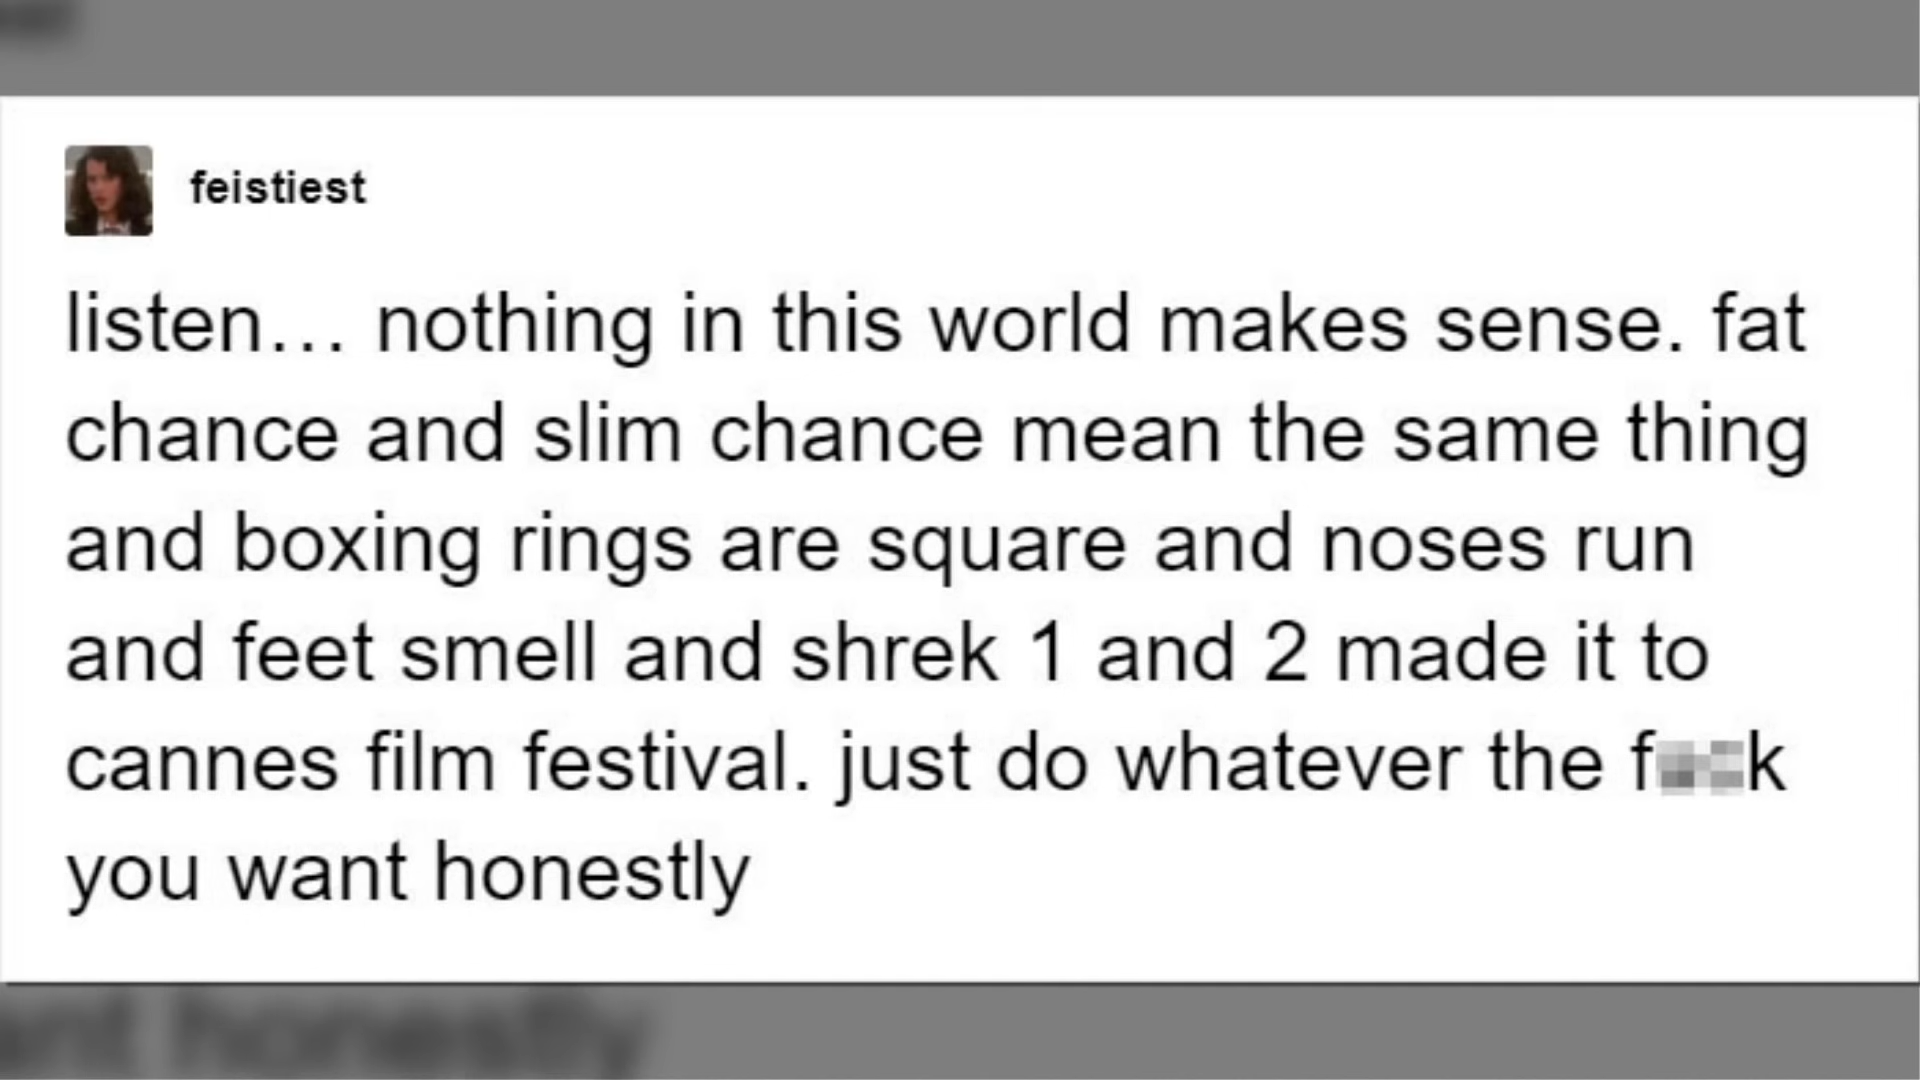 feistiest
listen... nothing in this world makes sense. fat
chance and slim chance mean the same thing
and boxing rings are square and noses run
and feet smell and shrek 1 and 2 made it to
cannes film festival. just do whatever the f k
you want honestly